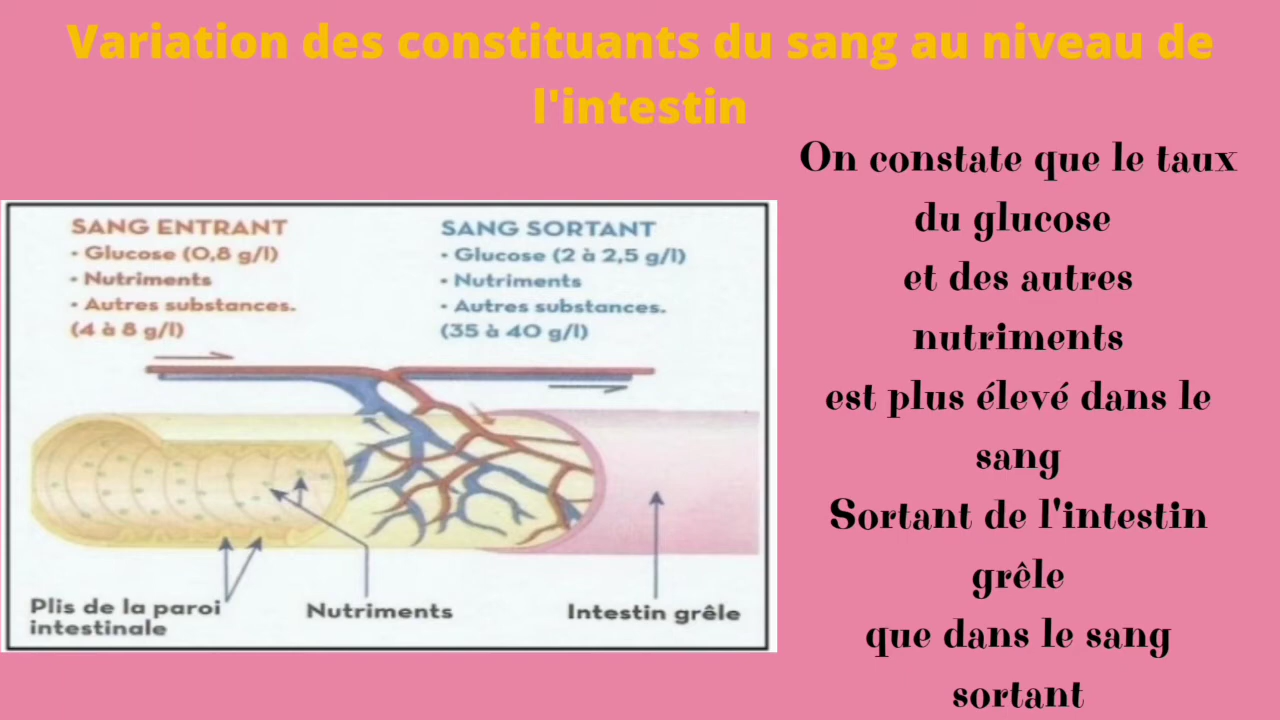 Variation des constituants du sang au niveau de
l'intestin
On constate que le taux
du glucose
et des autres
nutriments
est plus élevé dans le
sang
Sortant de l'intestin
grêle
que dans le sang
sortant
SANG ENTRANT
• Glucose (0,8 g/l)
• Nutriments
• Autres substances.
(4 à 8 g/l)
SANG SORTANT
• Glucose (2 à 2,5 g/l)
• Nutriments
• Autres substances.
(35 à 40 g/l)
Plis de la paroi
intestinale
Nutriments
Intestin grêle